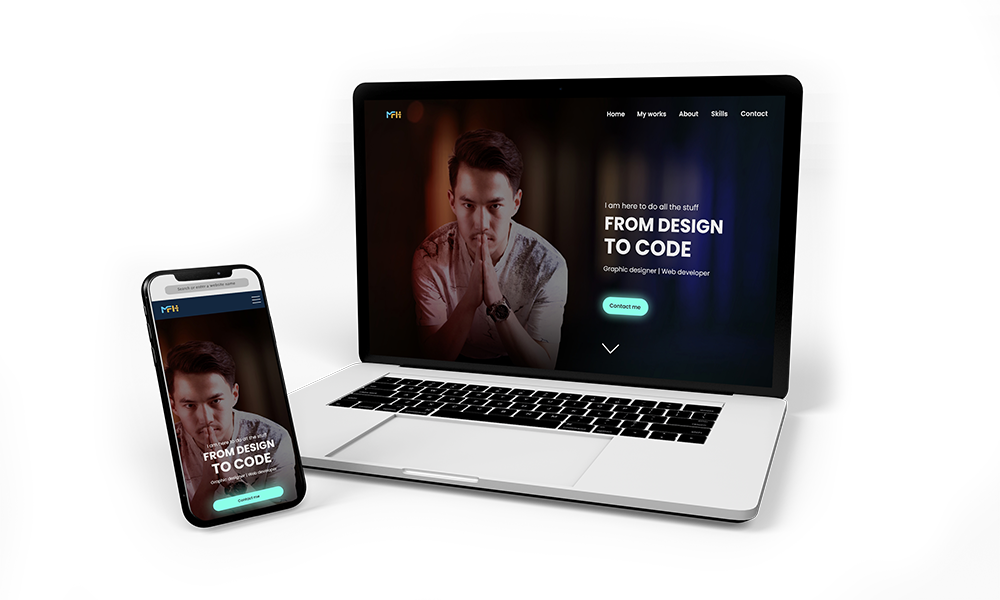 MFH
Home My works About Skills Contact
I am here to do all the stuff
FROM DESIGN
TO CODE
Graphic designer | Web developer
Contact me
Search or enter a website name
MFH
I am here to do all the stuff
FROM DESIGN
TO CODE
Graphic designer | Web developer
Contact me